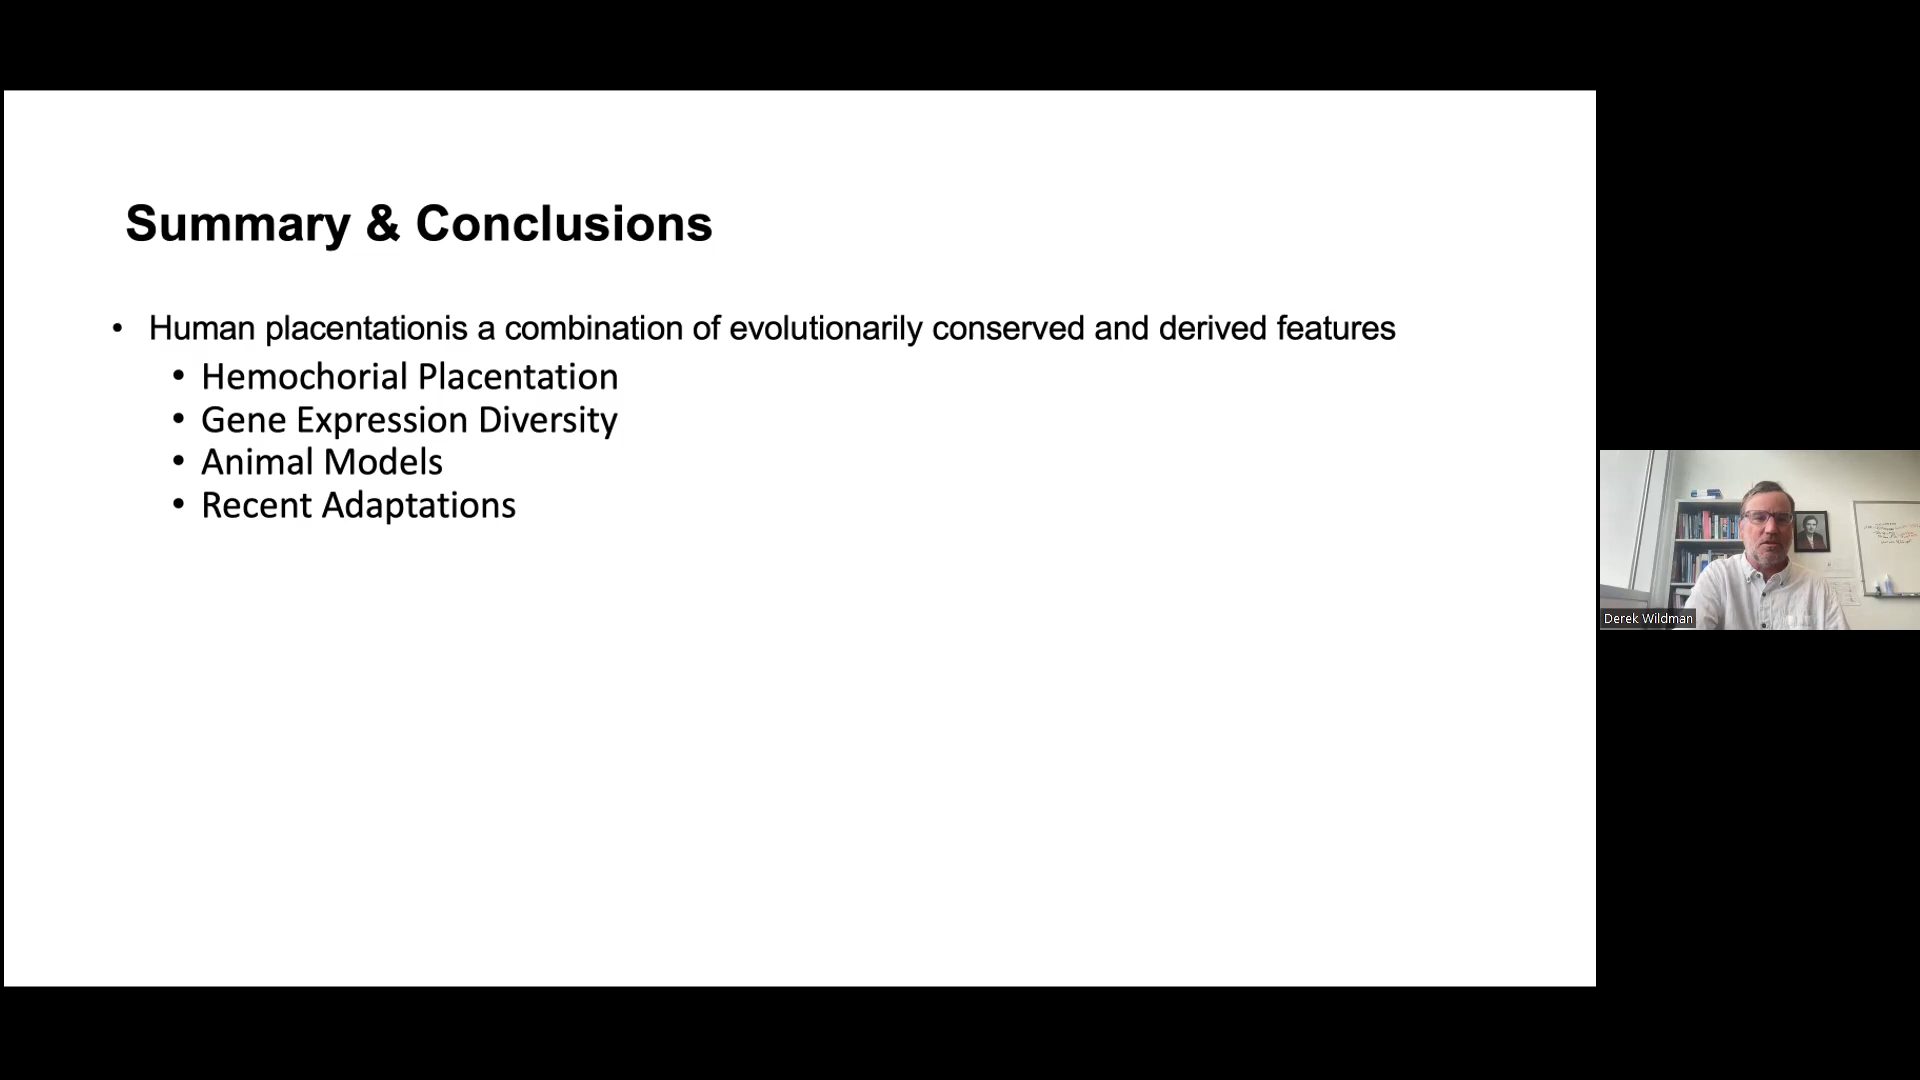 Summary & Conclusions
• Human placentationis a combination of evolutionarily conserved and derived features
• Hemochorial Placentation
• Gene Expression Diversity
• Animal Models
• Recent Adaptations
Derek Wildman